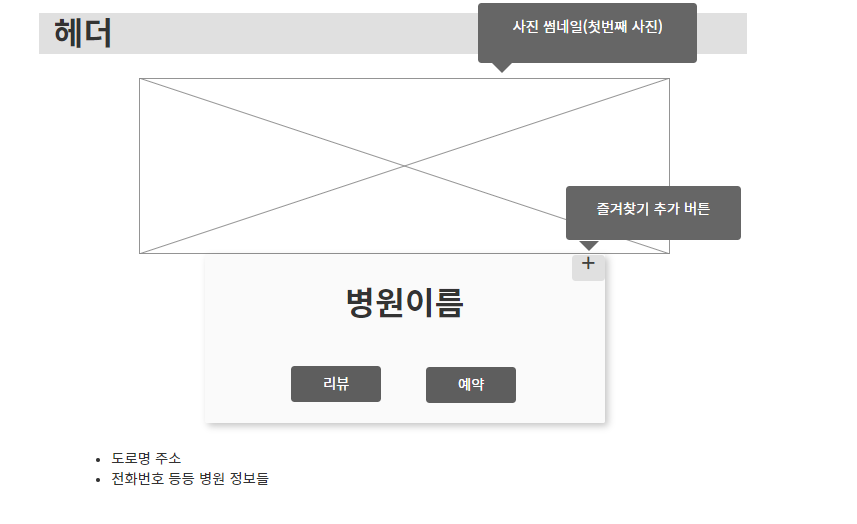 헤더
사진 썸네일(첫번째 사진)
즐겨찾기 추가 버튼
+
병원이름
리뷰
예약
• 도로명 주소
• 전화번호 등등 병원 정보들